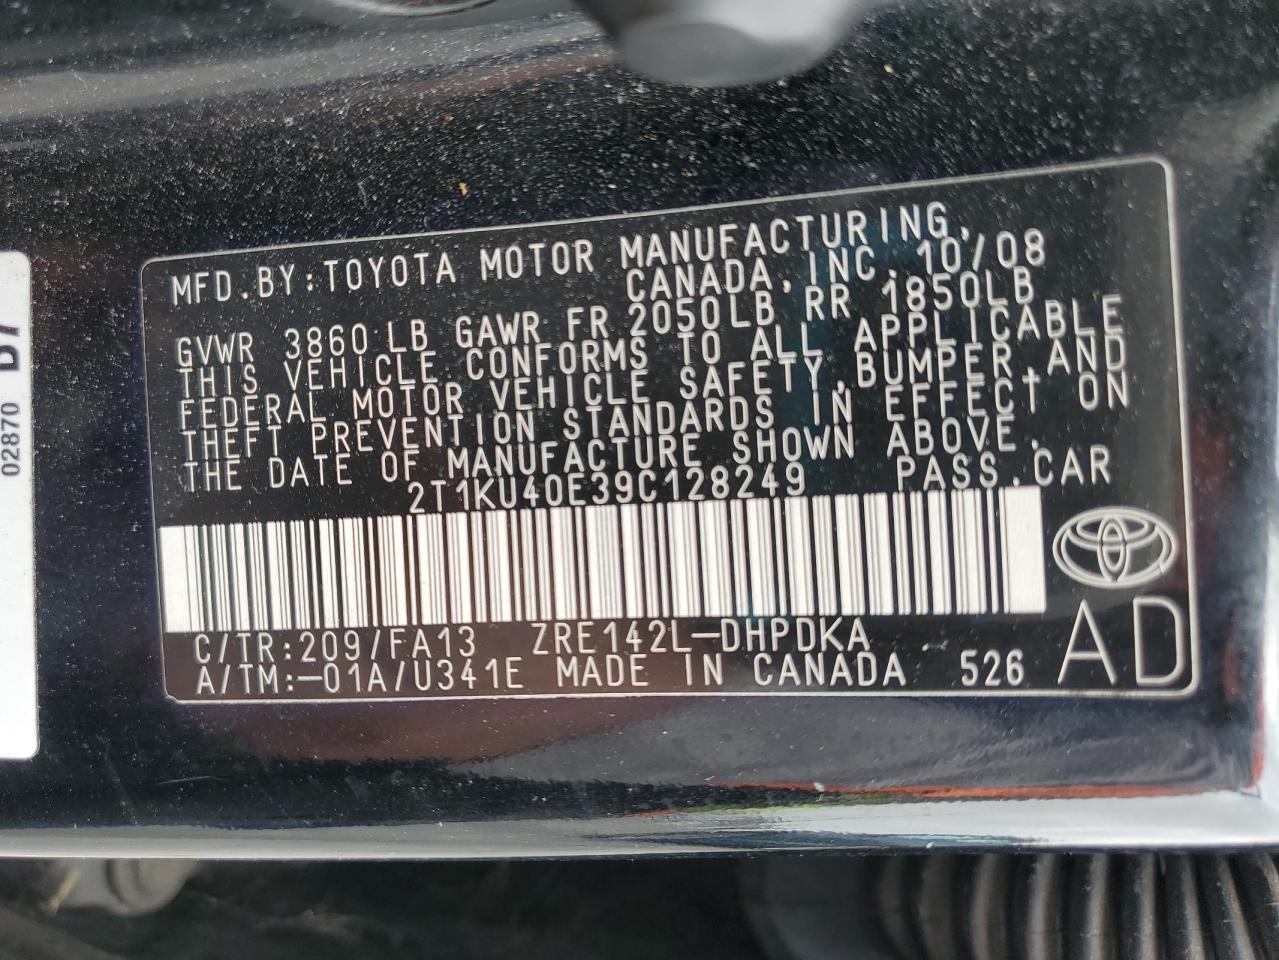 MFD.BY:TOYOTA MOTOR MANUFACTURING,
CANADA,INC. 10/08
GVWR 3860 LB GAWR FR 2050LB RR 1850LB
THIS VEHICLE CONFORMS TO ALL APPLICABLE
FEDERAL MOTOR VEHICLE SAFETY,BUMPER,AND
THEFT PREVENTION STANDARDS IN EFFECT ON
THE DATE OF MANUFACTURE SHOWN ABOVE.
2T1KU40E39C128249 PASS.CAR
C/TR:209/FA13 ZRE142L-DHPDKA
A/TM:-01A/U341E MADE IN CANADA 526
AD
02870